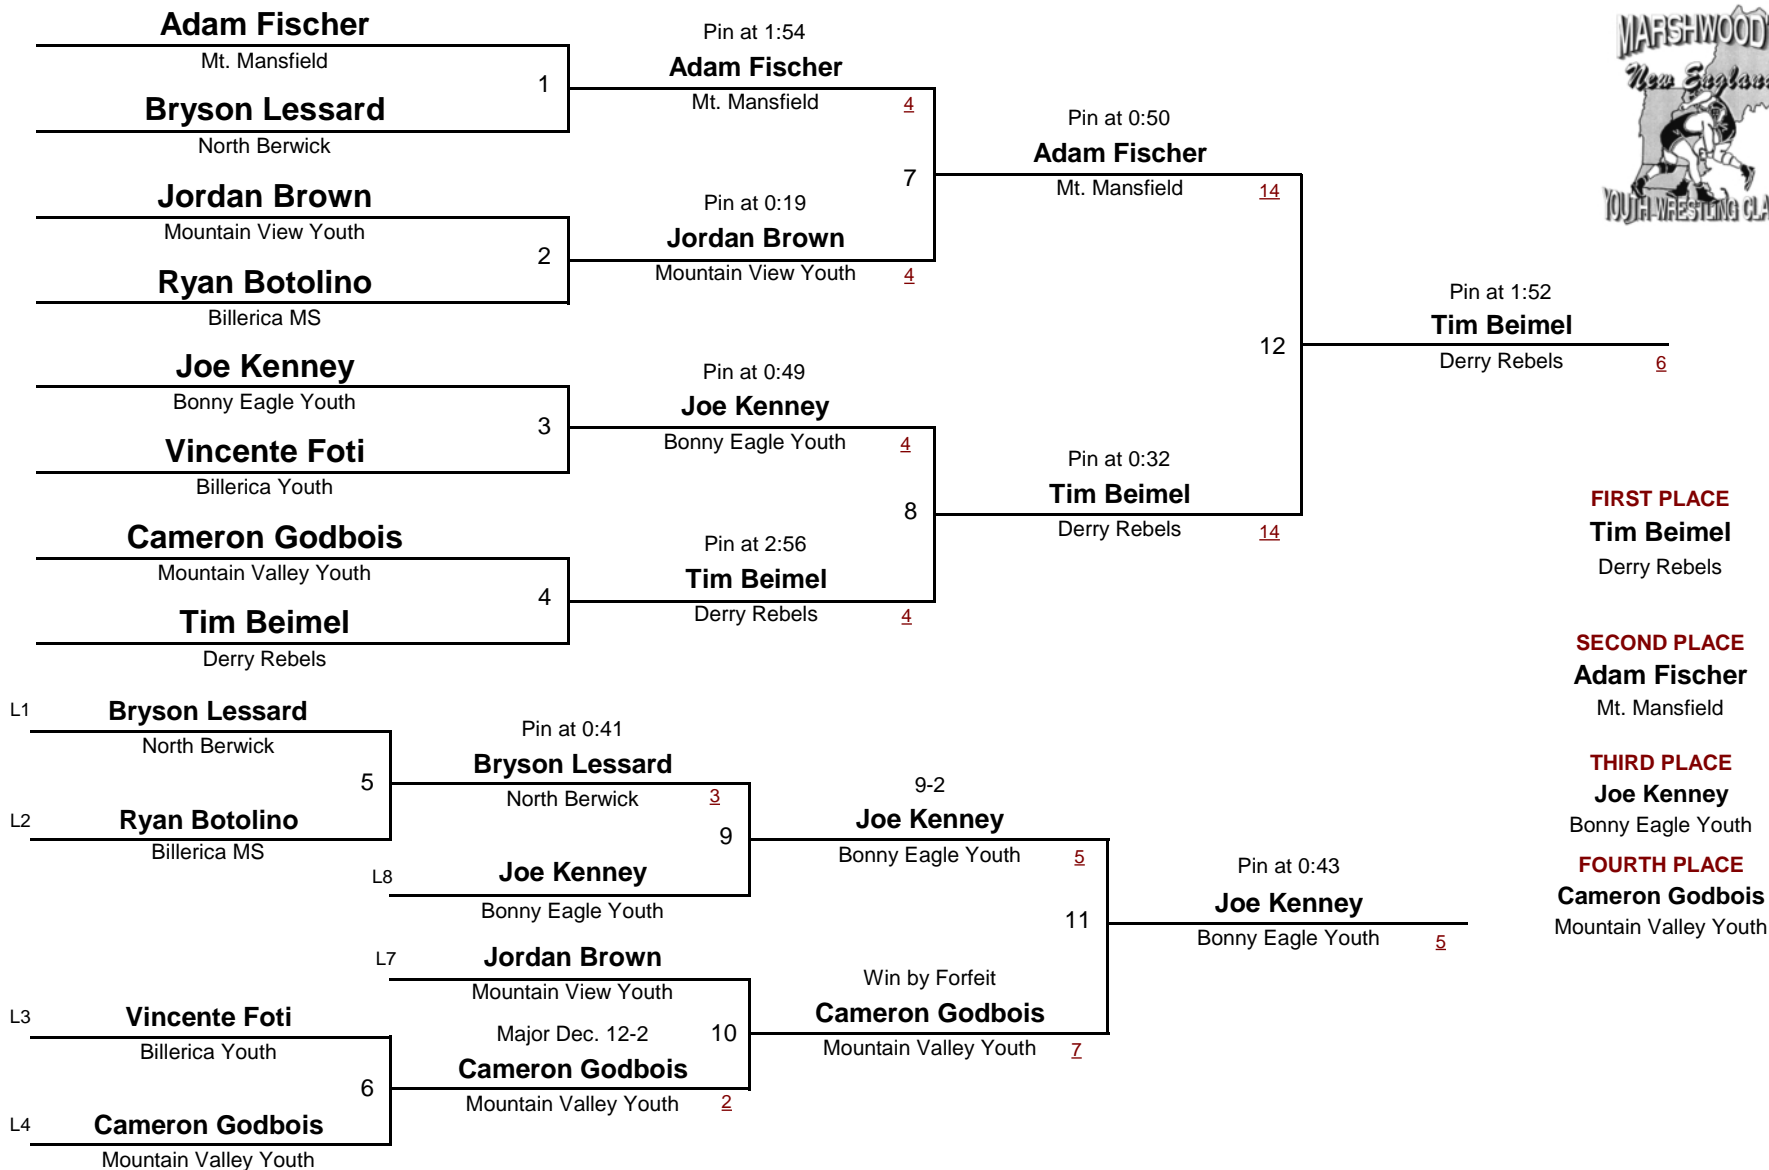 Adam Fischer
Mt. Mansfield
1
Bryson Lessard
North Berwick
Jordan Brown
Mountain View Youth
2
Ryan Botolino
Billerica MS
Joe Kenney
Bonny Eagle Youth
3
Vincente Foti
Billerica Youth
Cameron Godbois
Mountain Valley Youth
4
Tim Beimel
Derry Rebels
Pin at 1:54
Adam Fischer
Mt. Mansfield 4
7
Pin at 0:19
Jordan Brown
Mountain View Youth 4
Pin at 0:49
Joe Kenney
Bonny Eagle Youth 4
8
Pin at 2:56
Tim Beimel
Derry Rebels 4
Pin at 0:50
Adam Fischer
Mt. Mansfield 14
12
Pin at 0:32
Tim Beimel
Derry Rebels 14
Pin at 1:52
Tim Beimel
Derry Rebels 6
MARSHWOOD
New England
YOUTH WRESTLING CLA
FIRST PLACE
Tim Beimel
Derry Rebels
SECOND PLACE
Adam Fischer
Mt. Mansfield
THIRD PLACE
Joe Kenney
Bonny Eagle Youth
FOURTH PLACE
Cameron Godbois
Mountain Valley Youth
L1 Bryson Lessard
North Berwick
5
L2 Ryan Botolino
Billerica MS
Pin at 0:41
Bryson Lessard
North Berwick 3
9
L8 Joe Kenney
Bonny Eagle Youth
L7 Jordan Brown
Mountain View Youth
10
L3 Vincente Foti
Billerica Youth
6
L4 Cameron Godbois
Mountain Valley Youth
Major Dec. 12-2
Cameron Godbois
Mountain Valley Youth 2
9-2
Joe Kenney
Bonny Eagle Youth 5
11
Win by Forfeit
Cameron Godbois
Mountain Valley Youth 7
Pin at 0:43
Joe Kenney
Bonny Eagle Youth 5